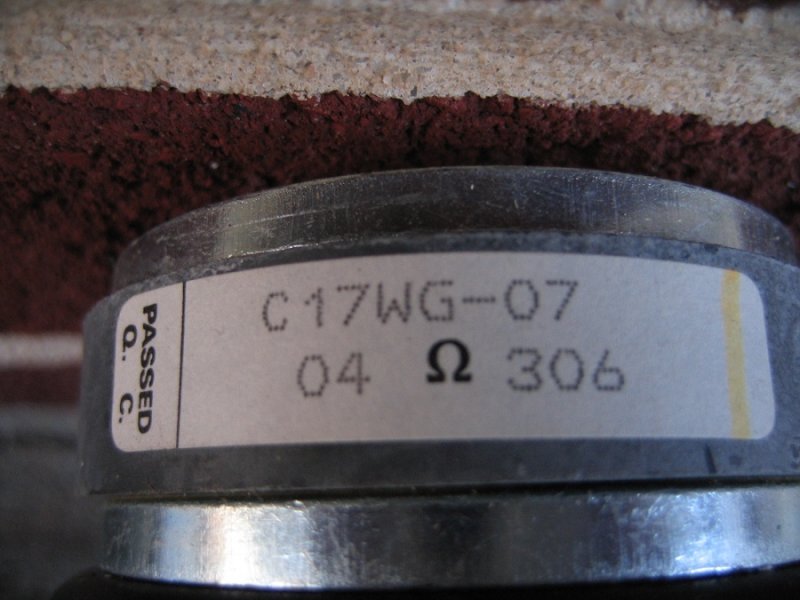 PASSED
Q. C.
C17WG-07
04 Ω 306